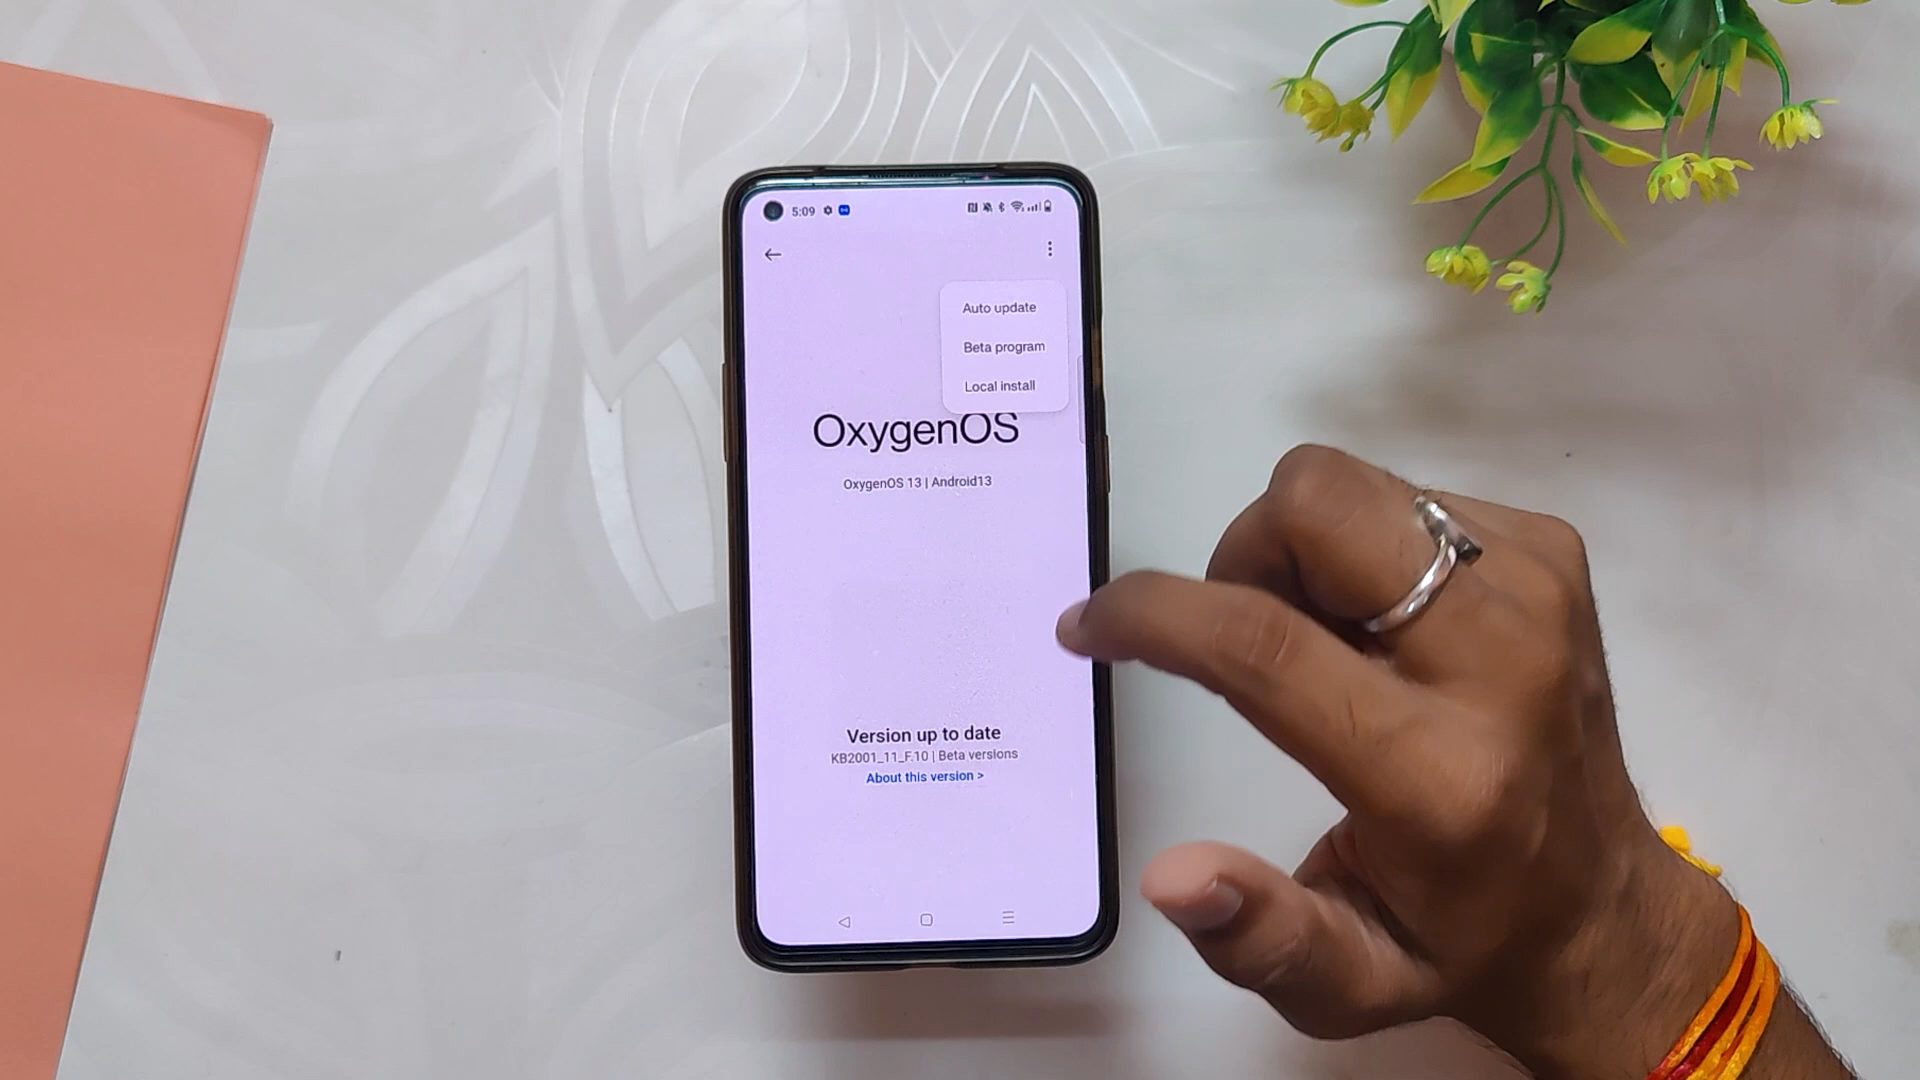 5:09
Auto update
Beta program
Local install
OxygenOS
OxygenOS 13 | Android13
Version up to date
KB2001_11_F.10 | Beta versions
About this version >